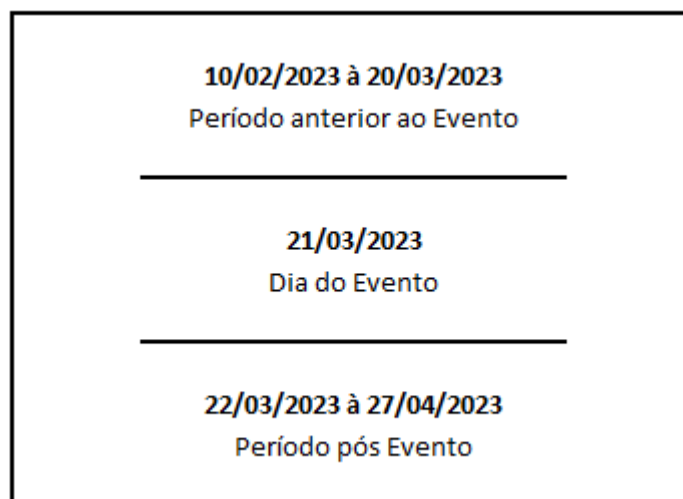 10/02/2023 à 20/03/2023
Período anterior ao Evento
21/03/2023
Dia do Evento
22/03/2023 à 27/04/2023
Período pós Evento